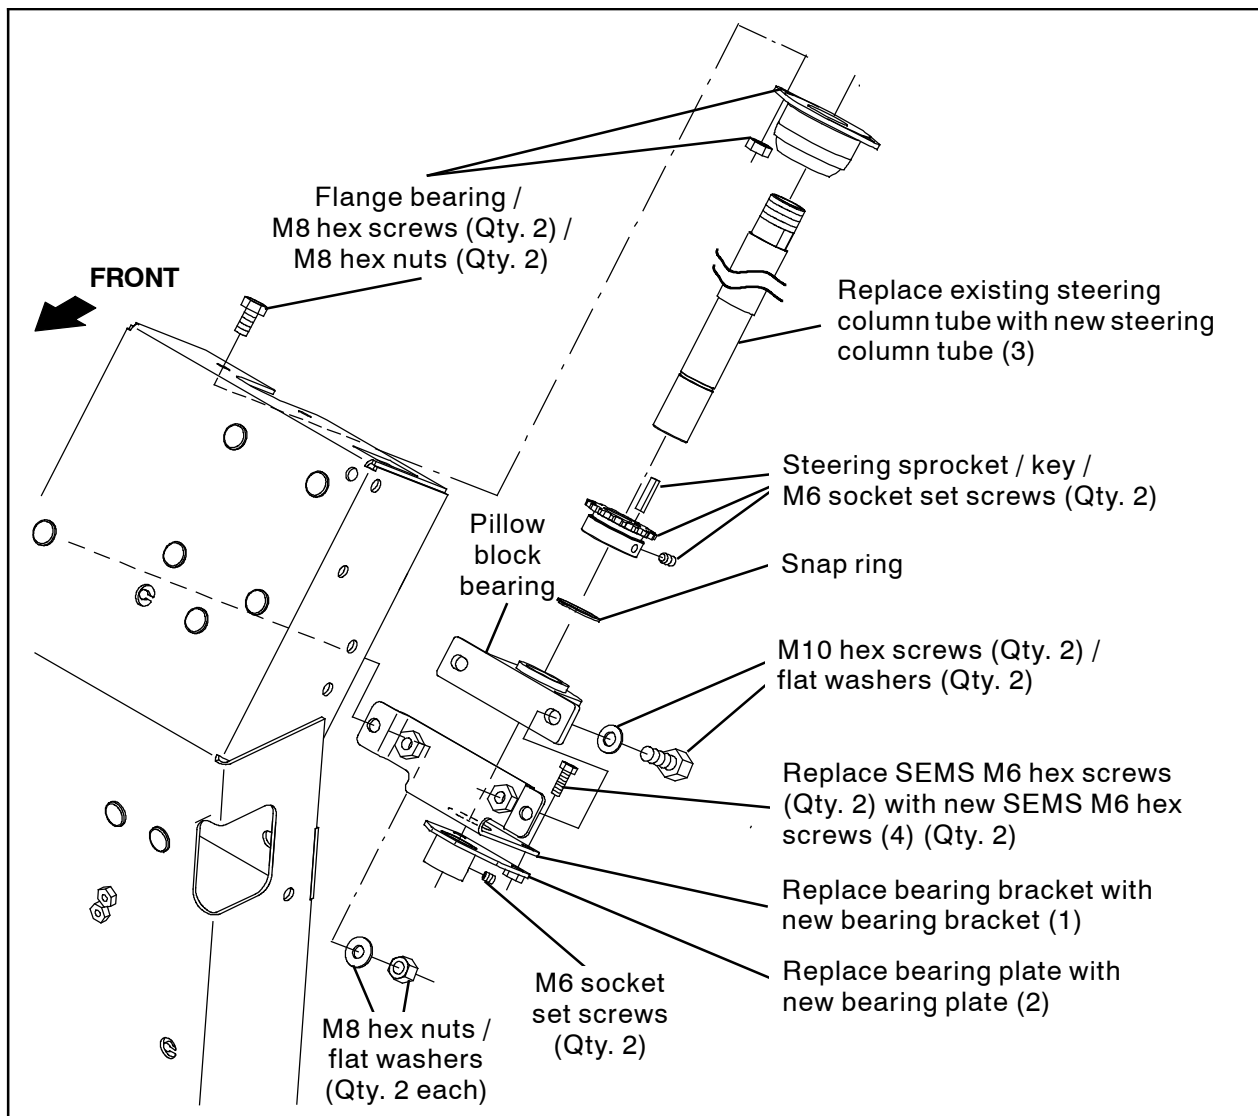 Flange bearing /
M8 hex screws (Qty. 2) /
M8 hex nuts (Qty. 2)
FRONT
Replace existing steering
column tube with new steering
column tube (3)
Steering sprocket / key /
M6 socket set screws (Qty. 2)
Pillow
block
bearing
Snap ring
M10 hex screws (Qty. 2) /
flat washers (Qty. 2)
Replace SEMS M6 hex screws
(Qty. 2) with new SEMS M6 hex
screws (4) (Qty. 2)
Replace bearing bracket with
new bearing bracket (1)
Replace bearing plate with
new bearing plate (2)
M6 socket
set screws
(Qty. 2)
M8 hex nuts /
flat washers
(Qty. 2 each)